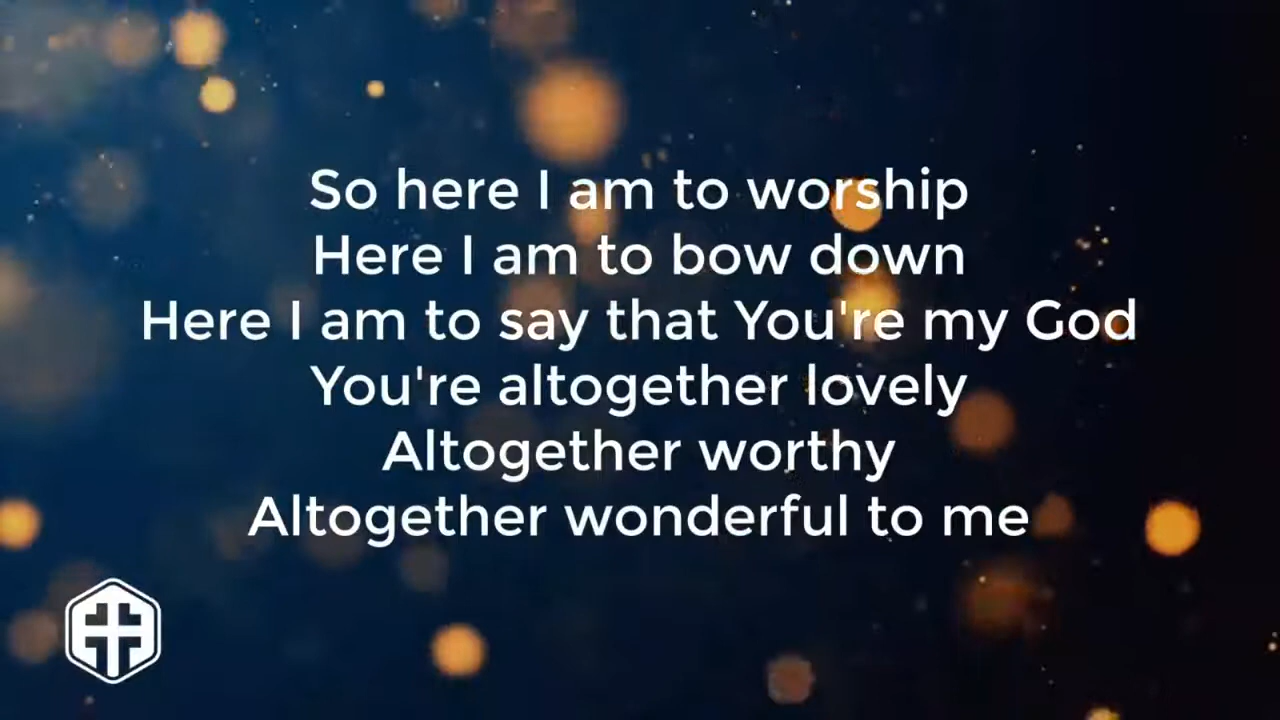 So here I am to worship
Here I am to bow down
Here I am to say that You're my God
You're altogether lovely
Altogether worthy
Altogether wonderful to me